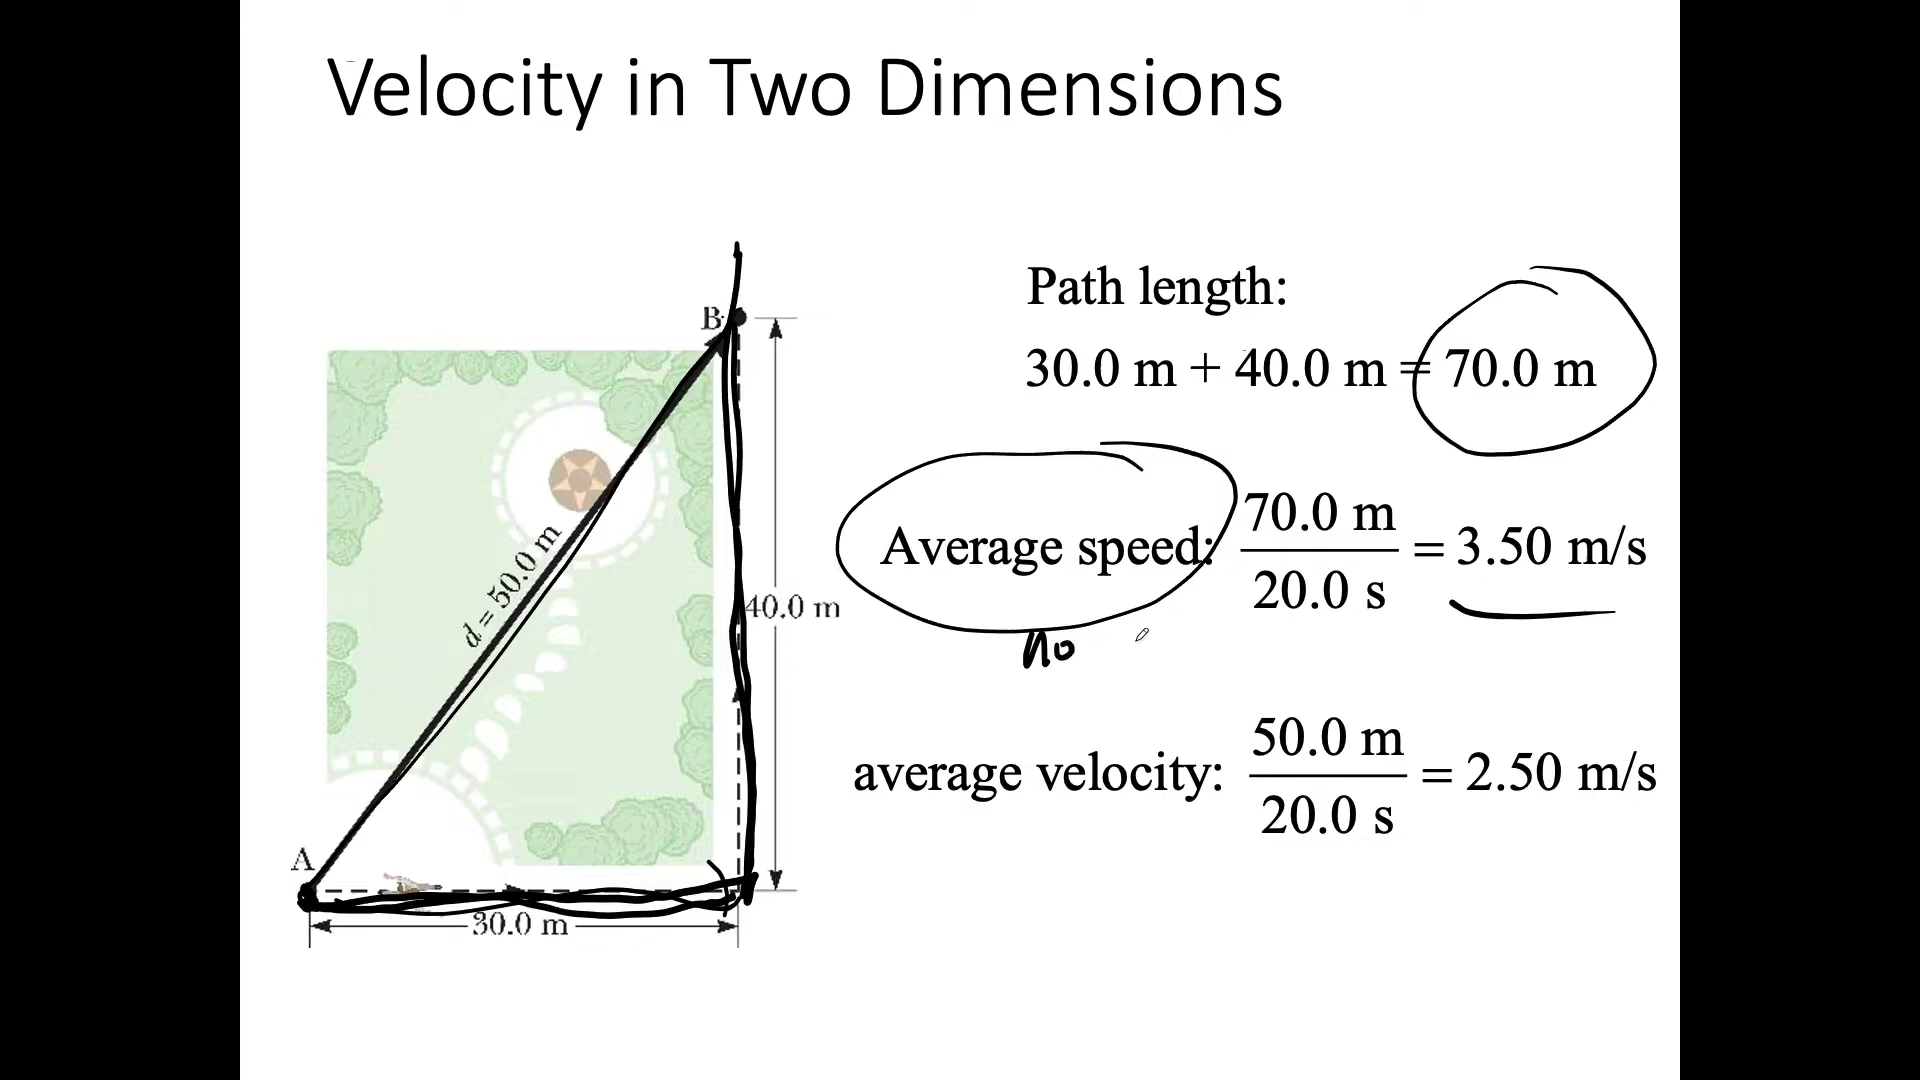 Velocity in Two Dimensions
B
Path length:
30.0 m + 40.0 m = 70.0 m
d = 50.0 m
40.0 m
Average speed: 70.0 m / 20.0 s = 3.50 m/s
no
average velocity: 50.0 m / 20.0 s = 2.50 m/s
A
30.0 m